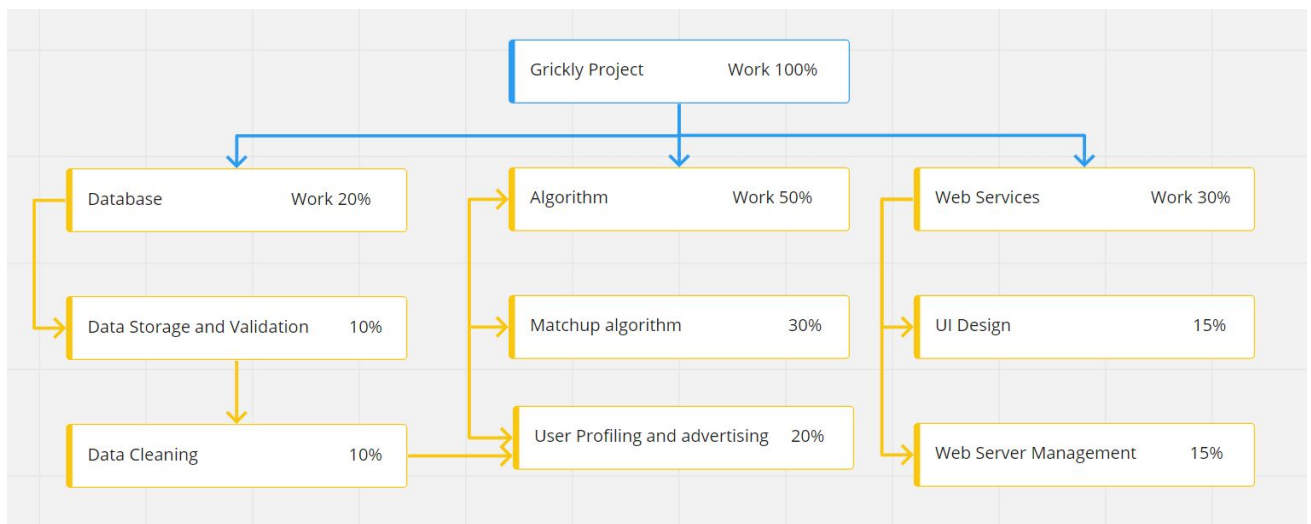 Grickly Project Work 100%
Database Work 20%
Algorithm Work 50%
Web Services Work 30%
Data Storage and Validation 10%
Matchup algorithm 30%
UI Design 15%
Data Cleaning 10%
User Profiling and advertising 20%
Web Server Management 15%